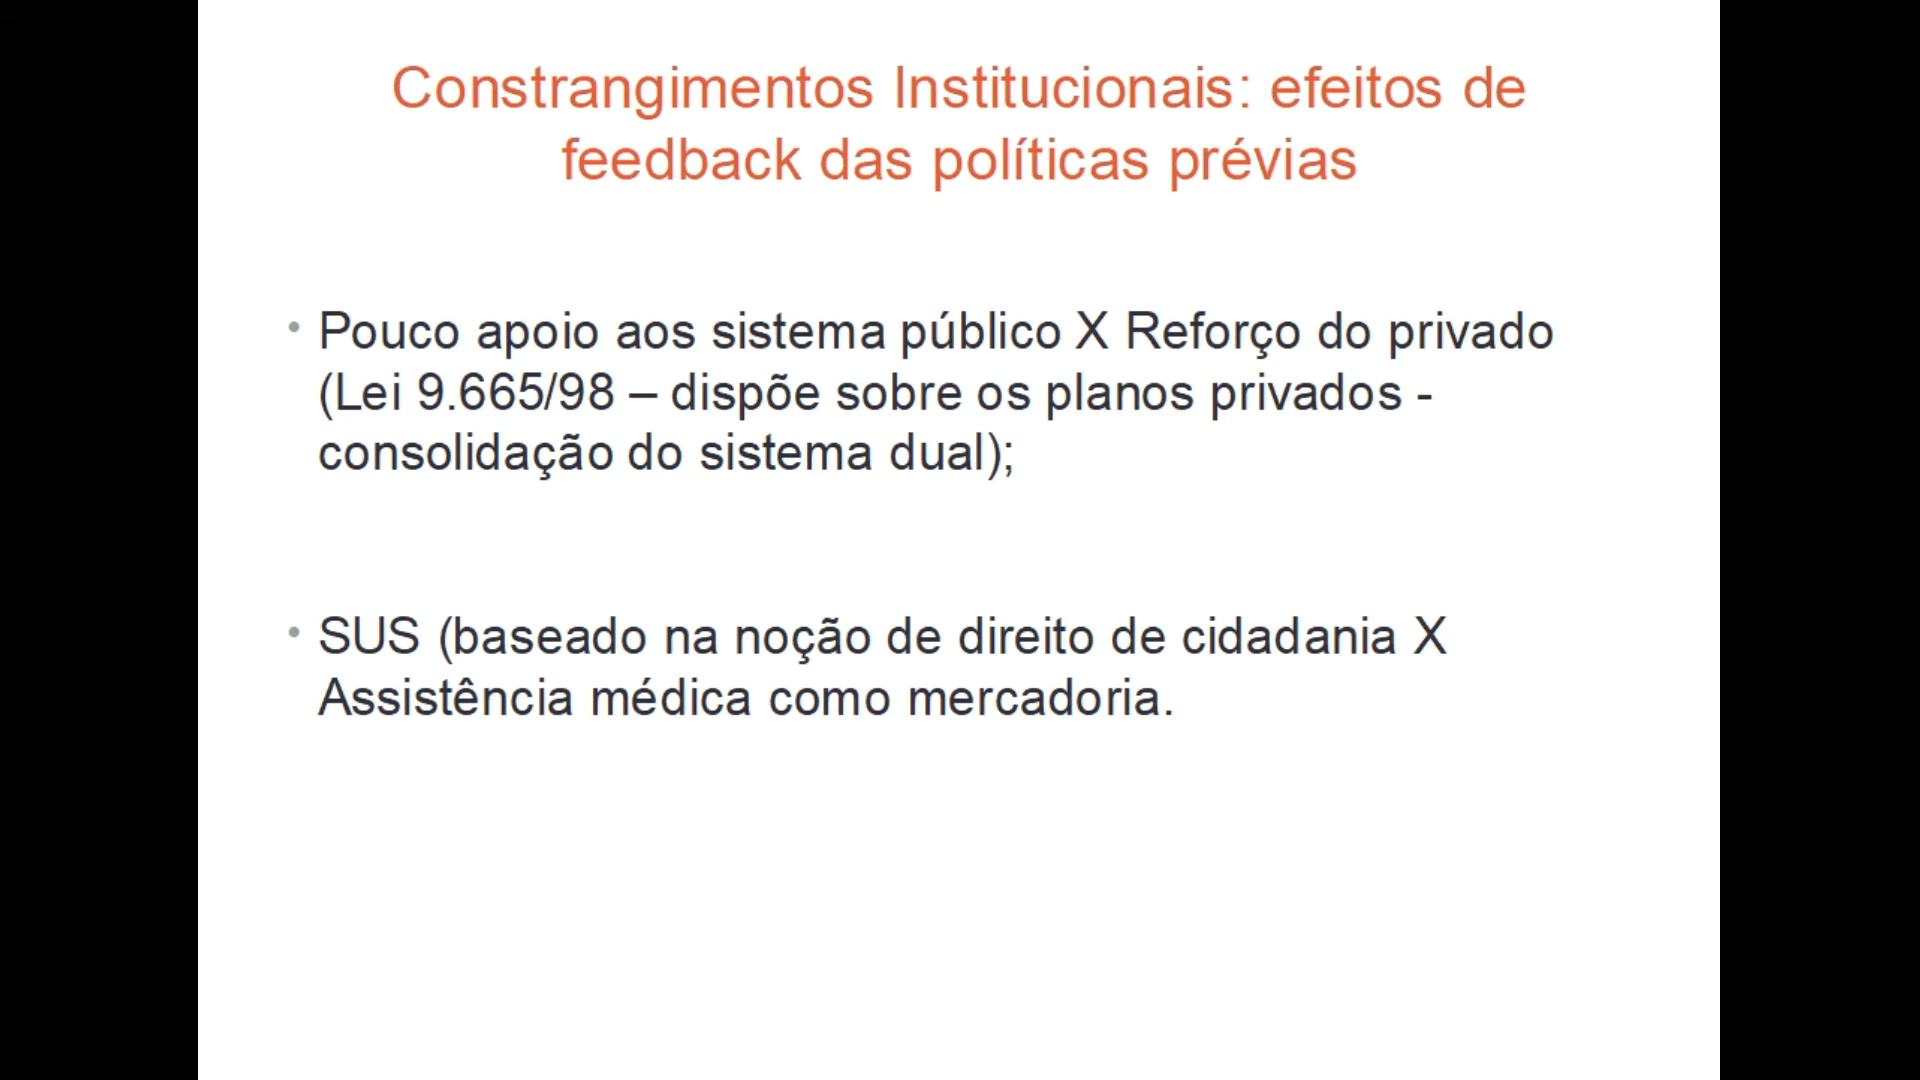 Constrangimentos Institucionais: efeitos de
feedback das políticas prévias
• Pouco apoio aos sistema público X Reforço do privado
(Lei 9.665/98 – dispõe sobre os planos privados -
consolidação do sistema dual);
• SUS (baseado na noção de direito de cidadania X
Assistência médica como mercadoria.